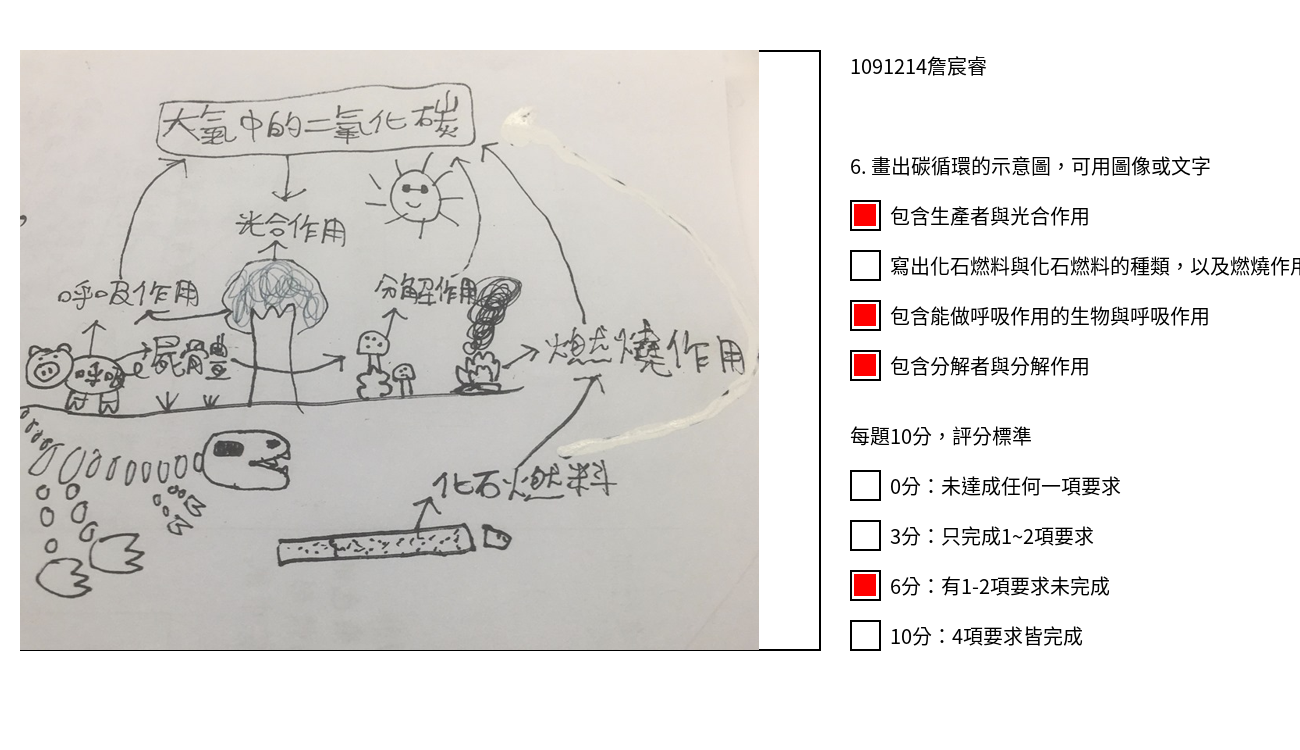 大氣中的二氧化碳
光合作用
呼吸作用
分解作用
燃燒作用
呼吸
屍骨豊
化石燃料
1091214詹宸睿
6. 畫出碳循環的示意圖，可用圖像或文字
包含生產者與光合作用
寫出化石燃料與化石燃料的種類，以及燃燒作用
包含能做呼吸作用的生物與呼吸作用
包含分解者與分解作用
每題10分，評分標準
0分：未達成任何一項要求
3分：只完成1~2項要求
6分：有1-2項要求未完成
10分：4項要求皆完成